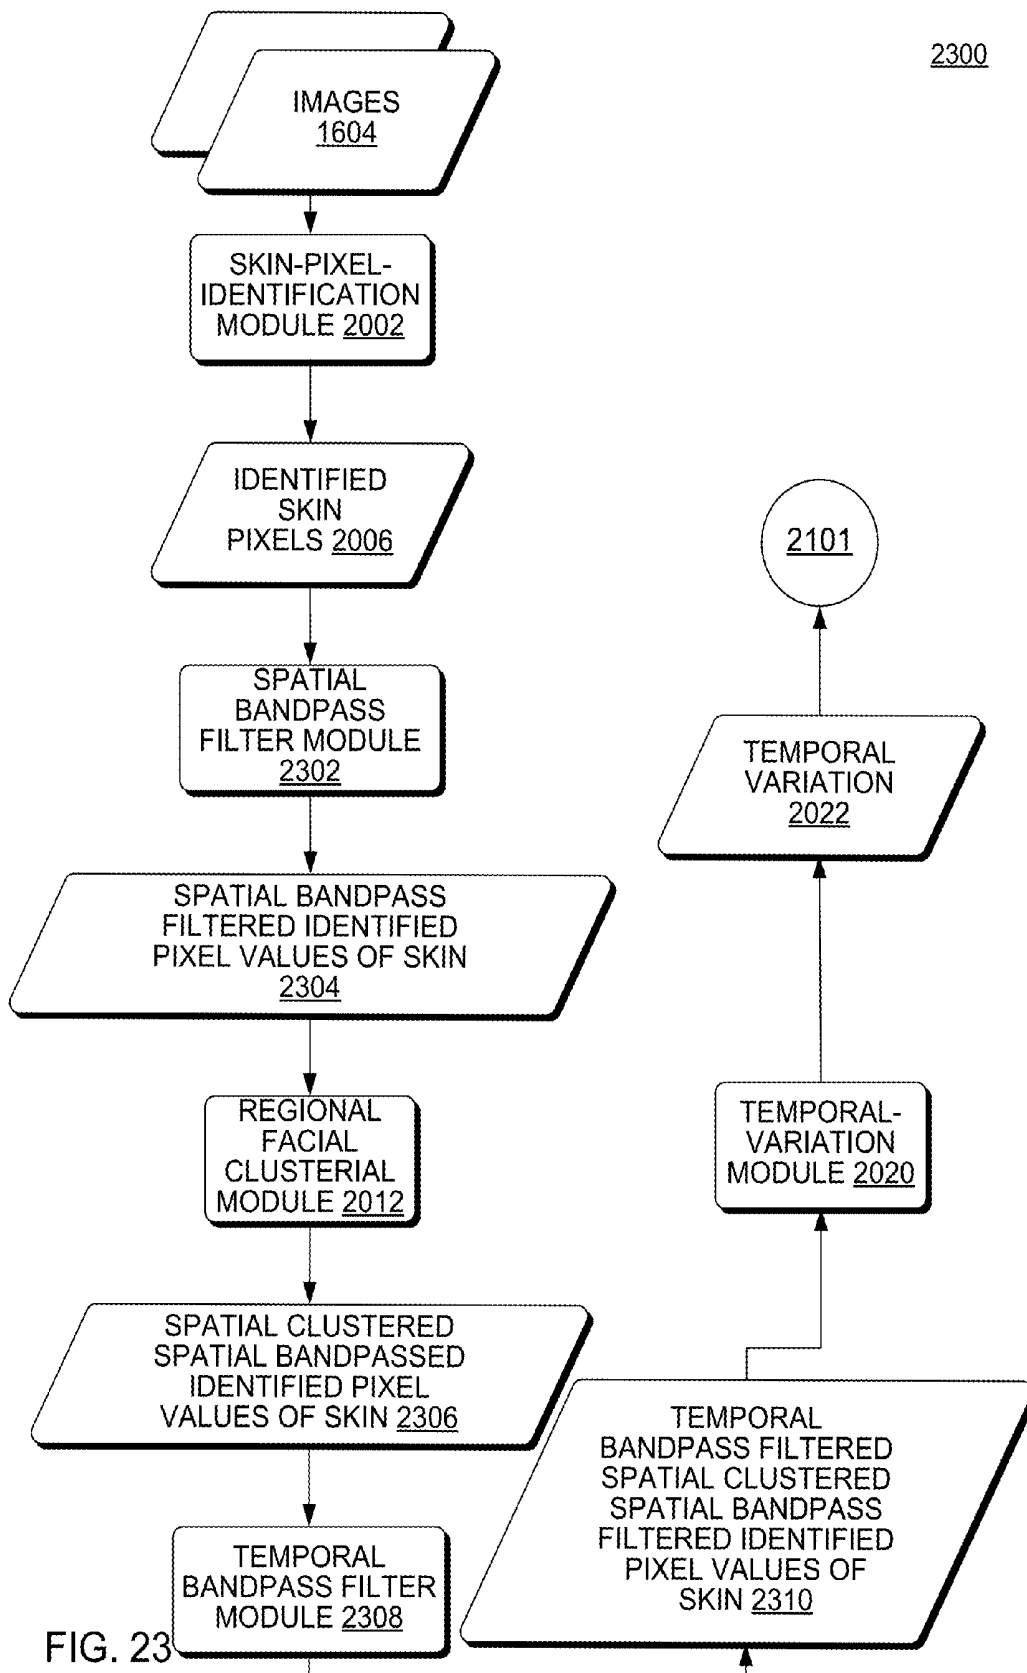 2300
IMAGES
1604
SKIN-PIXEL-
IDENTIFICATION
MODULE 2002
IDENTIFIED
SKIN
PIXELS 2006
SPATIAL
BANDPASS
FILTER MODULE
2302
SPATIAL BANDPASS
FILTERED IDENTIFIED
PIXEL VALUES OF SKIN
2304
REGIONAL
FACIAL
CLUSTERIAL
MODULE 2012
SPATIAL CLUSTERED
SPATIAL BANDPASSED
IDENTIFIED PIXEL
VALUES OF SKIN 2306
TEMPORAL
BANDPASS FILTER
MODULE 2308
TEMPORAL
BANDPASS FILTERED
SPATIAL CLUSTERED
SPATIAL BANDPASS
FILTERED IDENTIFIED
PIXEL VALUES OF
SKIN 2310
TEMPORAL-
VARIATION
MODULE 2020
TEMPORAL
VARIATION
2022
2101
FIG. 23